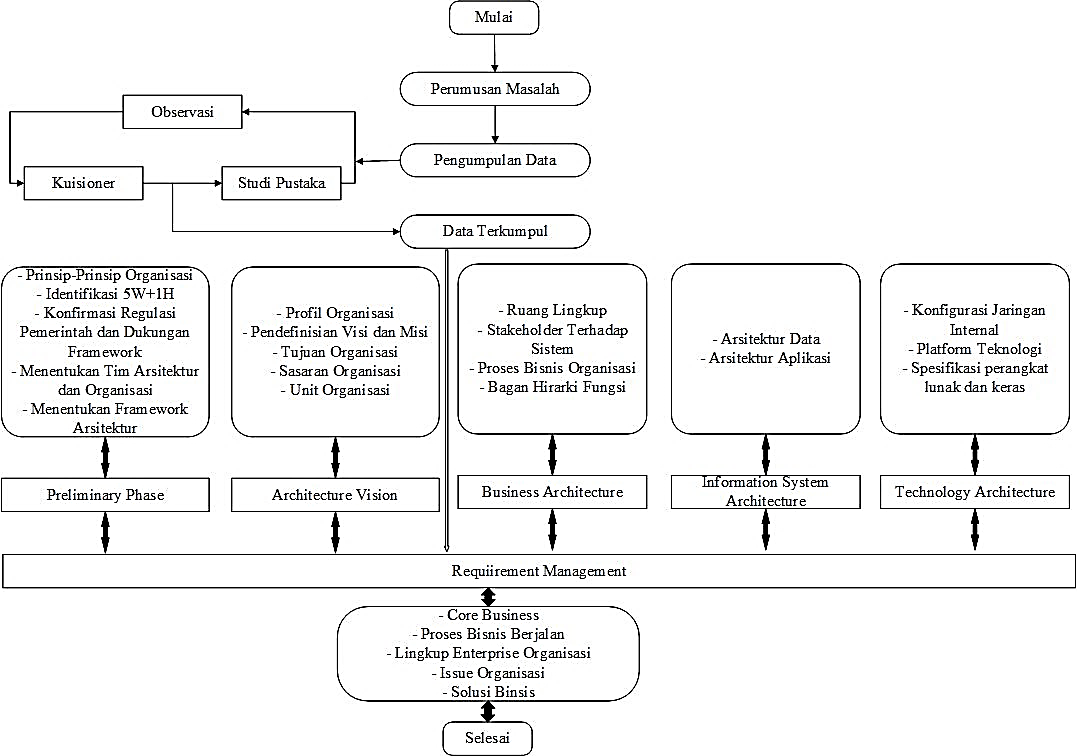 Mulai
Perumusan Masalah
Observasi
Pengumpulan Data
Kuisioner
Studi Pustaka
Data Terkumpul
- Prinsip-Prinsip Organisasi
- Identifikasi 5W+1H
- Konfirmasi Regulasi
Pemerintah dan Dukungan
Framework
- Menentukan Tim Arsitektur
dan Organisasi
- Menentukan Framework
Arsitektur
- Profil Organisasi
- Pendefinisian Visi dan Misi
- Tujuan Organisasi
- Sasaran Organisasi
- Unit Organisasi
- Ruang Lingkup
- Stakeholder Terhadap
Sistem
- Proses Bisnis Organisasi
- Bagan Hirarki Fungsi
- Arsitektur Data
- Arsitektur Aplikasi
- Konfigurasi Jaringan
Internal
- Platform Teknologi
- Spesifikasi perangkat
lunak dan keras
Preliminary Phase
Architecture Vision
Business Architecture
Information System
Architecture
Technology Architecture
Requiirement Management
- Core Business
- Proses Bisnis Berjalan
- Lingkup Enterprise Organisasi
- Issue Organisasi
- Solusi Binsis
Selesai